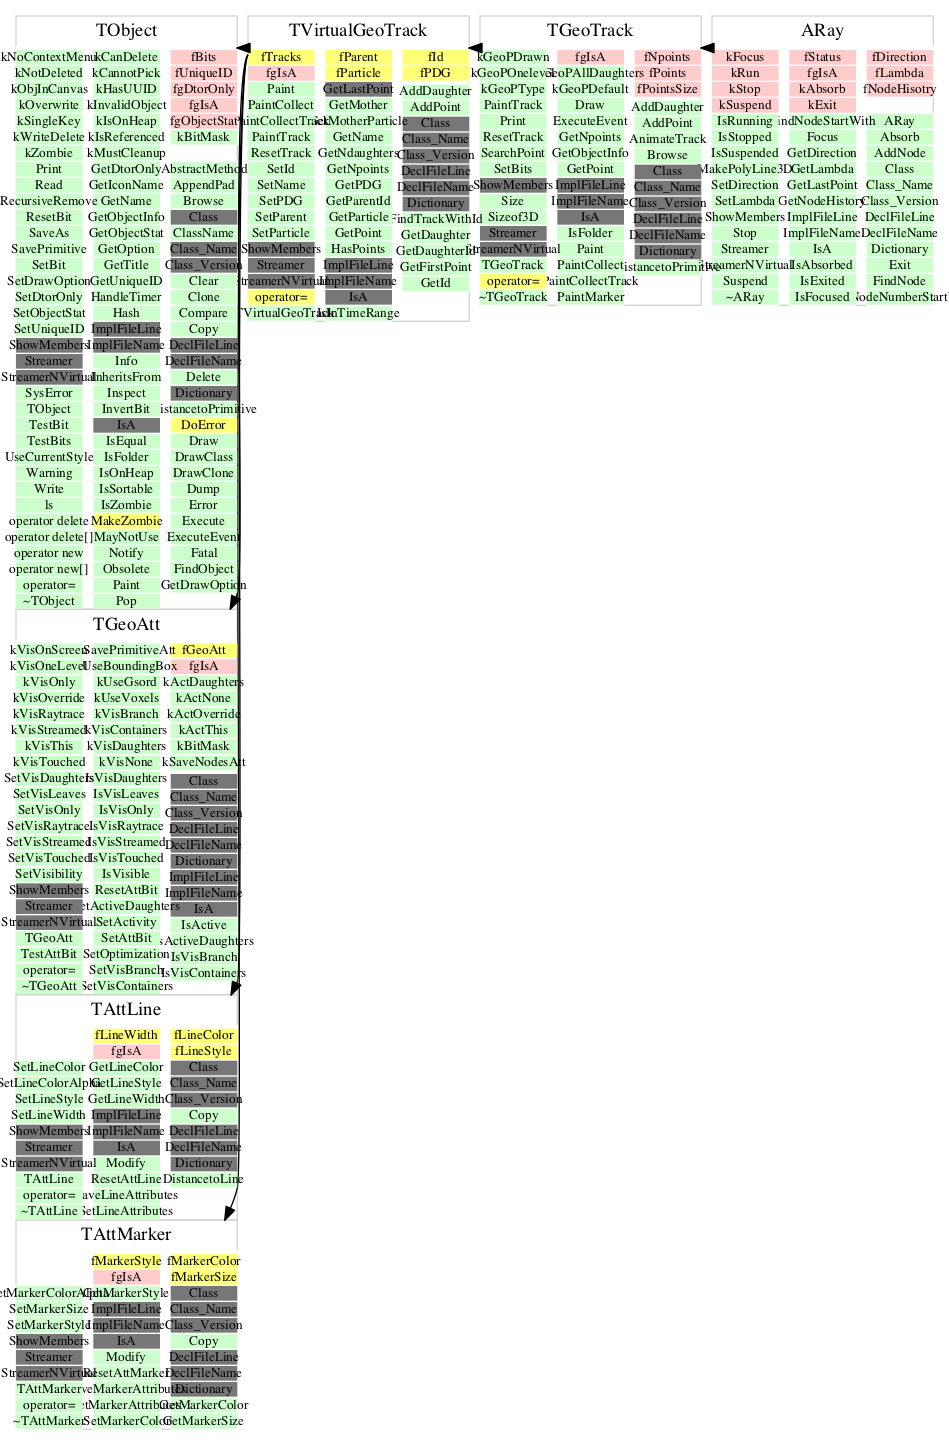 TObject
kNoContextMenu kCanDelete fBits
kNotDeleted kCannotPick fUniqueID
kObjInCanvas kHasUUID fgDtorOnly
kOverwrite kInvalidObject fgIsA
kSingleKey kIsOnHeap fgObjectStat
kWriteDelete kIsReferenced kBitMask
kZombie kMustCleanup
Print GetDtorOnly AbstractMethod
Read GetIconName AppendPad
RecursiveRemove GetName Browse
ResetBit GetObjectInfo Class
SaveAs GetObjectStat ClassName
SavePrimitive GetOption Class_Name
SetBit GetTitle Class_Version
SetDrawOption GetUniqueID Clear
SetDtorOnly HandleTimer Clone
SetObjectStat Hash Compare
SetUniqueID ImplFileLine Copy
ShowMembers ImplFileName DeclFileLine
Streamer Info DeclFileName
StreamerNVirtual InheritsFrom Delete
SysError Inspect Dictionary
TObject InvertBit istancetoPrimitive
TestBit IsA DoError
TestBits IsEqual Draw
UseCurrentStyle IsFolder DrawClass
Warning IsOnHeap DrawClone
Write IsSortable Dump
ls IsZombie Error
operator delete MakeZombie Execute
operator delete[] MayNotUse ExecuteEvent
operator new Notify Fatal
operator new[] Obsolete FindObject
operator= Paint GetDrawOption
~TObject Pop
TVirtualGeoTrack
fTracks fParent fId
fgIsA fParticle fPDG
Paint GetLastPoint AddDaughter
PaintCollect GetMother AddPoint
PaintCollectTrack GetMotherParticle Class
PaintTrack GetName Class_Name
ResetTrack GetNdaughters Class_Version
SetId GetNpoints DeclFileLine
SetName GetPDG DeclFileName
SetPDG GetParentId Dictionary
SetParent GetParticle FindTrackWithId
SetParticle GetPoint GetDaughter
ShowMembers HasPoints GetDaughterId
Streamer ImplFileLine GetFirstPoint
StreamerNVirtual ImplFileName GetId
operator= IsA
TVirtualGeoTrack IsInTimeRange
TGeoTrack
kGeoPDrawn fgIsA fNpoints
kGeoPOnelevel kGeoPAllDaughters fPoints
kGeoPType kGeoPDefault fPointsSize
PaintTrack Draw AddDaughter
Print ExecuteEvent AddPoint
ResetTrack GetNpoints AnimateTrack
SearchPoint GetObjectInfo Browse
SetBits GetPoint Class
ShowMembers ImplFileLine Class_Name
Size ImplFileName Class_Version
Sizeof3D IsA DeclFileLine
Streamer IsFolder DeclFileName
StreamerNVirtual Paint Dictionary
TGeoTrack PaintCollect istancetoPrimitive
operator= PaintCollectTrack
~TGeoTrack PaintMarker
ARay
kFocus fStatus fDirection
kRun fgIsA fLambda
kStop kAbsorb fNodeHisotry
kSuspend kExit
IsRunning indNodeStartWith ARay
IsStopped Focus Absorb
IsSuspended GetDirection AddNode
MakePolyLine3D GetLambda Class
SetDirection GetLastPoint Class_Name
SetLambda GetNodeHistory Class_Version
ShowMembers ImplFileLine DeclFileLine
Stop ImplFileName DeclFileName
Streamer IsA Dictionary
StreamerNVirtual IsAbsorbed Exit
Suspend IsExited FindNode
~ARay IsFocused NodeNumberStart
TGeoAtt
kVisOnScreen SavePrimitiveAtt fGeoAtt
kVisOneLevel UseBoundingBox fgIsA
kVisOnly kUseGsord kActDaughters
kVisOverride kUseVoxels kActNone
kVisRaytrace kVisBranch kActOverride
kVisStreamed kVisContainers kActThis
kVisThis kVisDaughters kBitMask
kVisTouched kVisNone kSaveNodesAtt
SetVisDaughters IsVisDaughters Class
SetVisLeaves IsVisLeaves Class_Name
SetVisOnly IsVisOnly Class_Version
SetVisRaytrace IsVisRaytrace DeclFileLine
SetVisStreamed IsVisStreamed DeclFileName
SetVisTouched IsVisTouched Dictionary
SetVisibility IsVisible ImplFileLine
ShowMembers ResetAttBit ImplFileName
Streamer etActiveDaughters IsA
StreamerNVirtual SetActivity IsActive
TGeoAtt SetAttBit sActiveDaughters
TestAttBit SetOptimization IsVisBranch
operator= SetVisBranch IsVisContainers
~TGeoAtt SetVisContainers
TAttLine
fLineWidth fLineColor
fgIsA fLineStyle
SetLineColor GetLineColor Class
SetLineColorAlpha GetLineStyle Class_Name
SetLineStyle GetLineWidth Class_Version
SetLineWidth ImplFileLine Copy
ShowMembers ImplFileName DeclFileLine
Streamer IsA DeclFileName
StreamerNVirtual Modify Dictionary
TAttLine ResetAttLine DistancetoLine
operator= aveLineAttributes
~TAttLine SetLineAttributes
TAttMarker
fMarkerStyle fMarkerColor
fgIsA fMarkerSize
etMarkerColorAlpha GetMarkerStyle Class
SetMarkerSize ImplFileLine Class_Name
SetMarkerStyle ImplFileName Class_Version
ShowMembers IsA Copy
Streamer Modify DeclFileLine
StreamerNVirtual ResetAttMarker DeclFileName
TAttMarker veMarkerAttributes Dictionary
operator= etMarkerAttributes GetMarkerColor
~TAttMarker SetMarkerColor GetMarkerSize